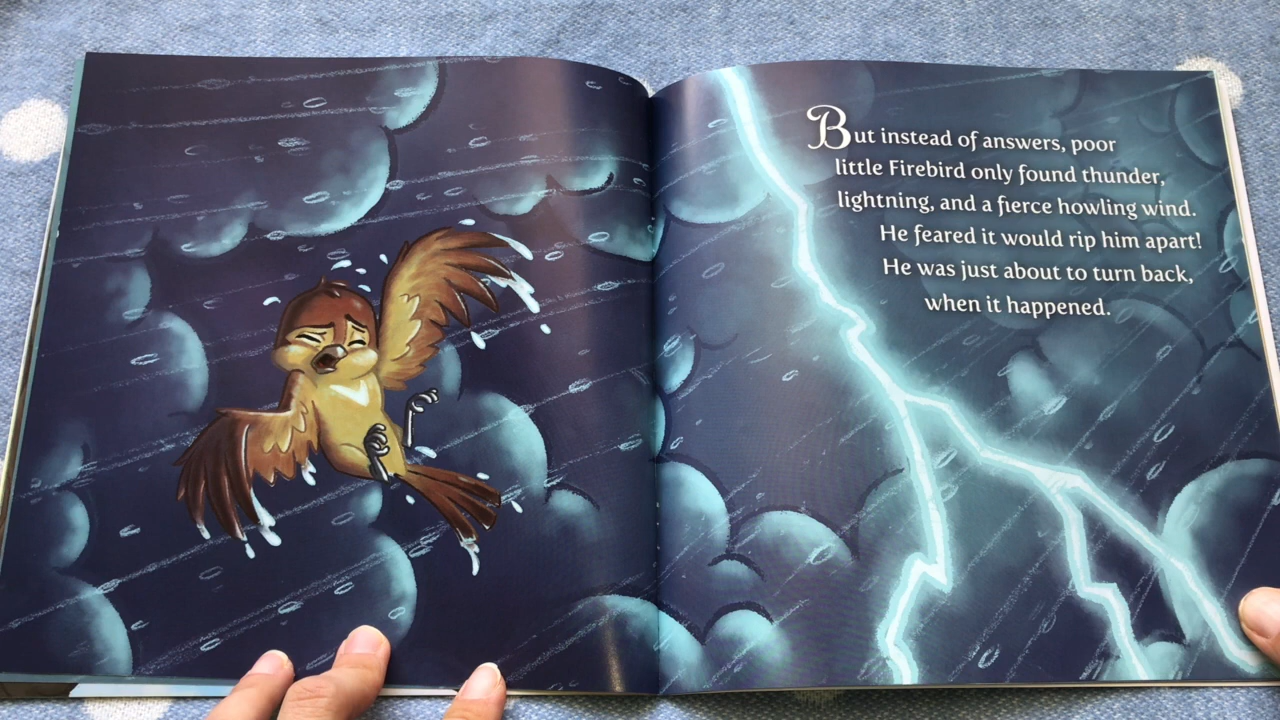 But instead of answers, poor
little Firebird only found thunder,
lightning, and a fierce howling wind.
He feared it would rip him apart!
He was just about to turn back,
when it happened.